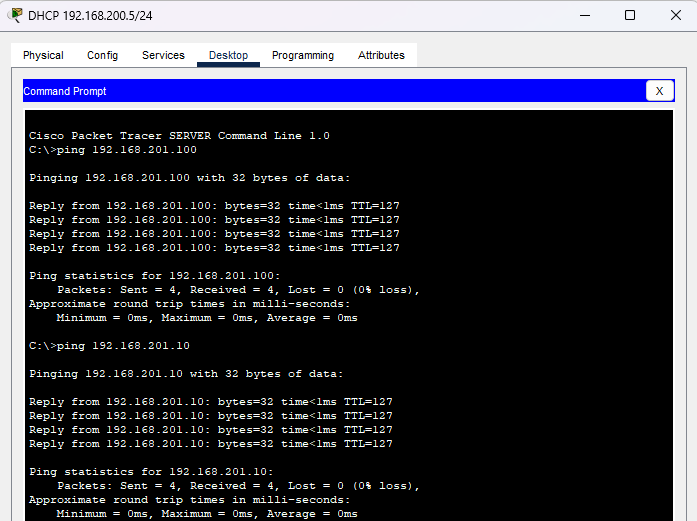 DHCP 192.168.200.5/24
Physical Config Services Desktop Programming Attributes
Command Prompt X
Cisco Packet Tracer SERVER Command Line 1.0
C:\>ping 192.168.201.100
Pinging 192.168.201.100 with 32 bytes of data:
Reply from 192.168.201.100: bytes=32 time<1ms TTL=127
Reply from 192.168.201.100: bytes=32 time<1ms TTL=127
Reply from 192.168.201.100: bytes=32 time<1ms TTL=127
Reply from 192.168.201.100: bytes=32 time<1ms TTL=127
Ping statistics for 192.168.201.100:
Packets: Sent = 4, Received = 4, Lost = 0 (0% loss),
Approximate round trip times in milli-seconds:
Minimum = 0ms, Maximum = 0ms, Average = 0ms
C:\>ping 192.168.201.10
Pinging 192.168.201.10 with 32 bytes of data:
Reply from 192.168.201.10: bytes=32 time<1ms TTL=127
Reply from 192.168.201.10: bytes=32 time<1ms TTL=127
Reply from 192.168.201.10: bytes=32 time<1ms TTL=127
Reply from 192.168.201.10: bytes=32 time<1ms TTL=127
Ping statistics for 192.168.201.10:
Packets: Sent = 4, Received = 4, Lost = 0 (0% loss),
Approximate round trip times in milli-seconds:
Minimum = 0ms, Maximum = 0ms, Average = 0ms